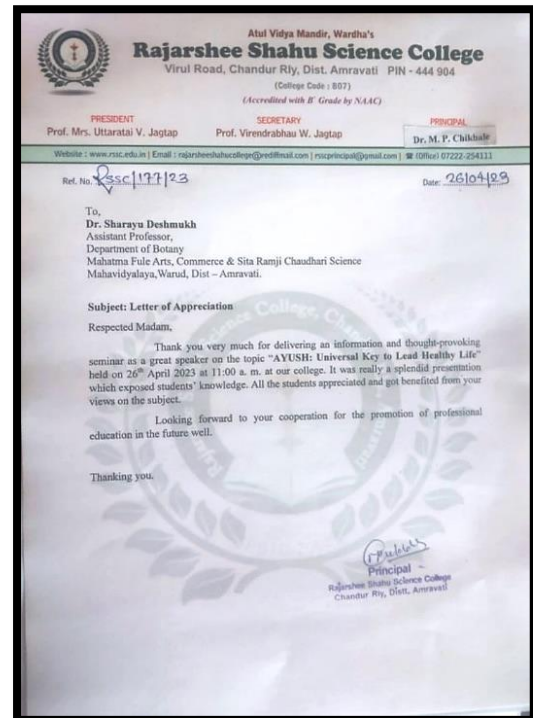 Atul Vidya Mandir, Wardha's
Rajarshee Shahu Science College
Virul Road, Chandur Rly, Dist. Amravati PIN - 444 904
(College Code : 807)
(Accredited with B+ Grade by NAAC)
PRESIDENT
Prof. Mrs. Uttaratai V. Jagtap
SECRETARY
Prof. Virendrabhau W. Jagtap
PRINCIPAL
Dr. M. P. Chikhale
Website : www.rssc.edu.in | Email : rajarsheeshahucollege@rediffmail.com | rsscprincipal@gmail.com | ☎ (Office) 07222-254111
Ref. No. Rssc/177/23
Date: 26/04/23
To,
Dr. Sharayu Deshmukh
Assistant Professor,
Department of Botany
Mahatma Fule Arts, Commerce & Sita Ramji Chaudhari Science
Mahavidyalaya,Warud, Dist – Amravati.
Subject: Letter of Appreciation
Respected Madam,
Thank you very much for delivering an information and thought-provoking
seminar as a great speaker on the topic "AYUSH: Universal Key to Lead Healthy Life"
held on 26th April 2023 at 11:00 a. m. at our college. It was really a splendid presentation
which exposed students' knowledge. All the students appreciated and got benefited from your
views on the subject.
Looking forward to your cooperation for the promotion of professional
education in the future well.
Thanking you.
Principal
Rajarshee Shahu Science College
Chandur Rly, Distt. Amravati